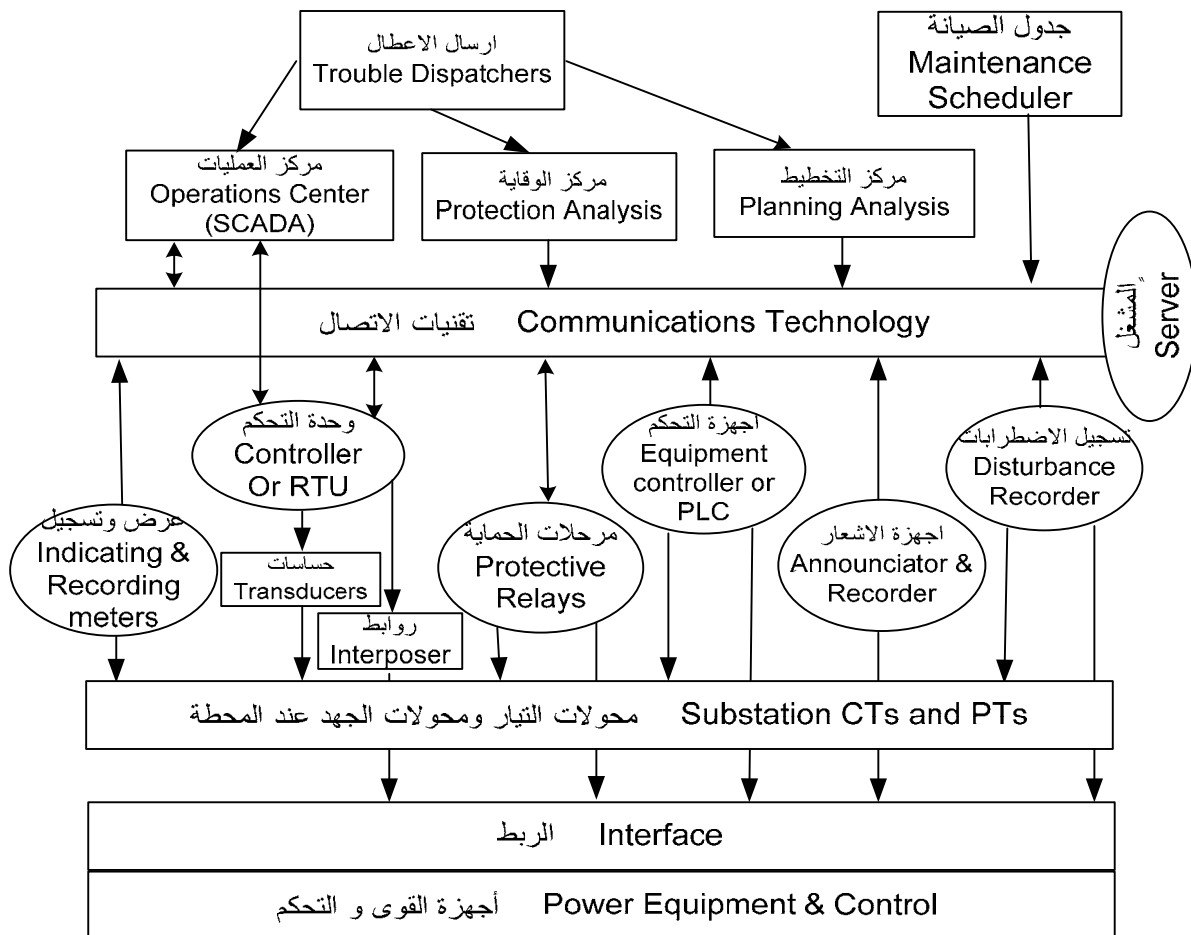 ارسال الاعطال
Trouble Dispatchers
جدول الصيانة
Maintenance
Scheduler
مركز العمليات
Operations Center
(SCADA)
مركز الوقاية
Protection Analysis
مركز التخطيط
Planning Analysis
تقنيات الاتصال Communications Technology
المشغل
Server
وحدة التحكم
Controller
Or RTU
اجهزة التحكم
Equipment
controller or
PLC
تسجيل الاضطرابات
Disturbance
Recorder
عرض وتسجيل
Indicating &
Recording
meters
حساسات
Transducers
روابط
Interposer
مرحلات الحماية
Protective
Relays
اجهزة الاشعار
Announciator &
Recorder
محولات التيار ومحولات الجهد عند المحطة Substation CTs and PTs
الربط Interface
أجهزة القوى و التحكم Power Equipment & Control